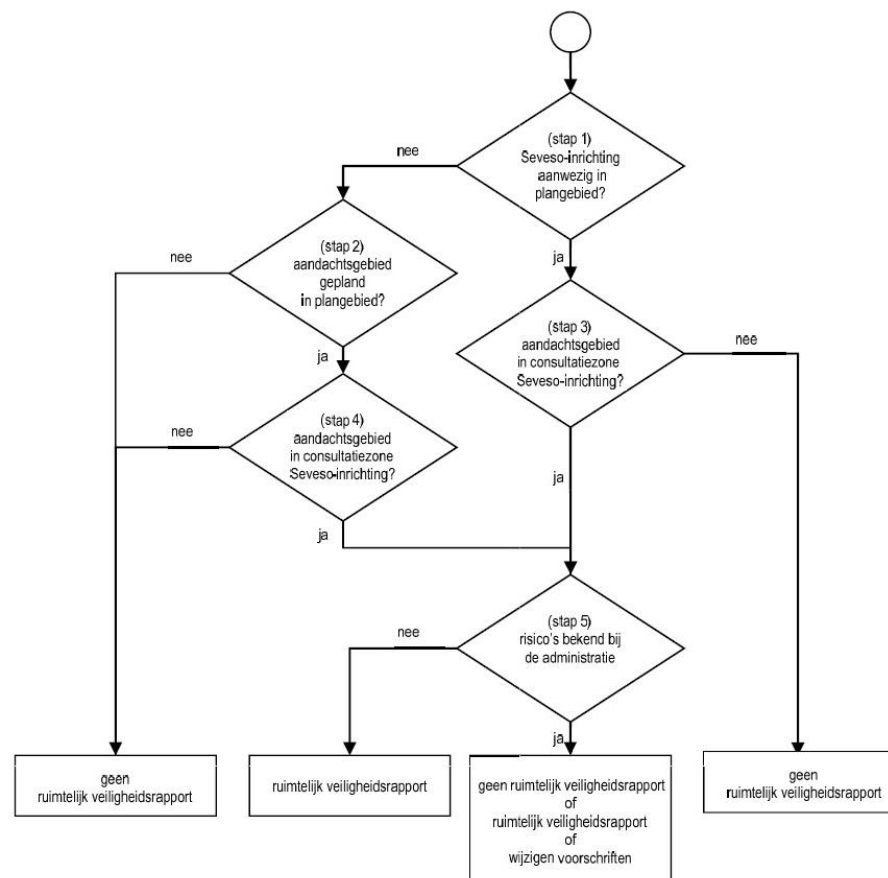 (stap 1)
Seveso-inrichting
aanwezig in
plangebied?
nee
ja
(stap 2)
aandachtsgebied
gepland
in plangebied?
nee
ja
(stap 3)
aandachtsgebied
in consultatiezone
Seveso-inrichting?
nee
ja
(stap 4)
aandachtsgebied
in consultatiezone
Seveso-inrichting?
nee
ja
(stap 5)
risico's bekend bij
de administratie
nee
ja
geen
ruimtelijk veiligheidsrapport
ruimtelijk veiligheidsrapport
geen ruimtelijk veiligheidsrapport
of
ruimtelijk veiligheidsrapport
of
wijzigen voorschriften
geen
ruimtelijk veiligheidsrapport